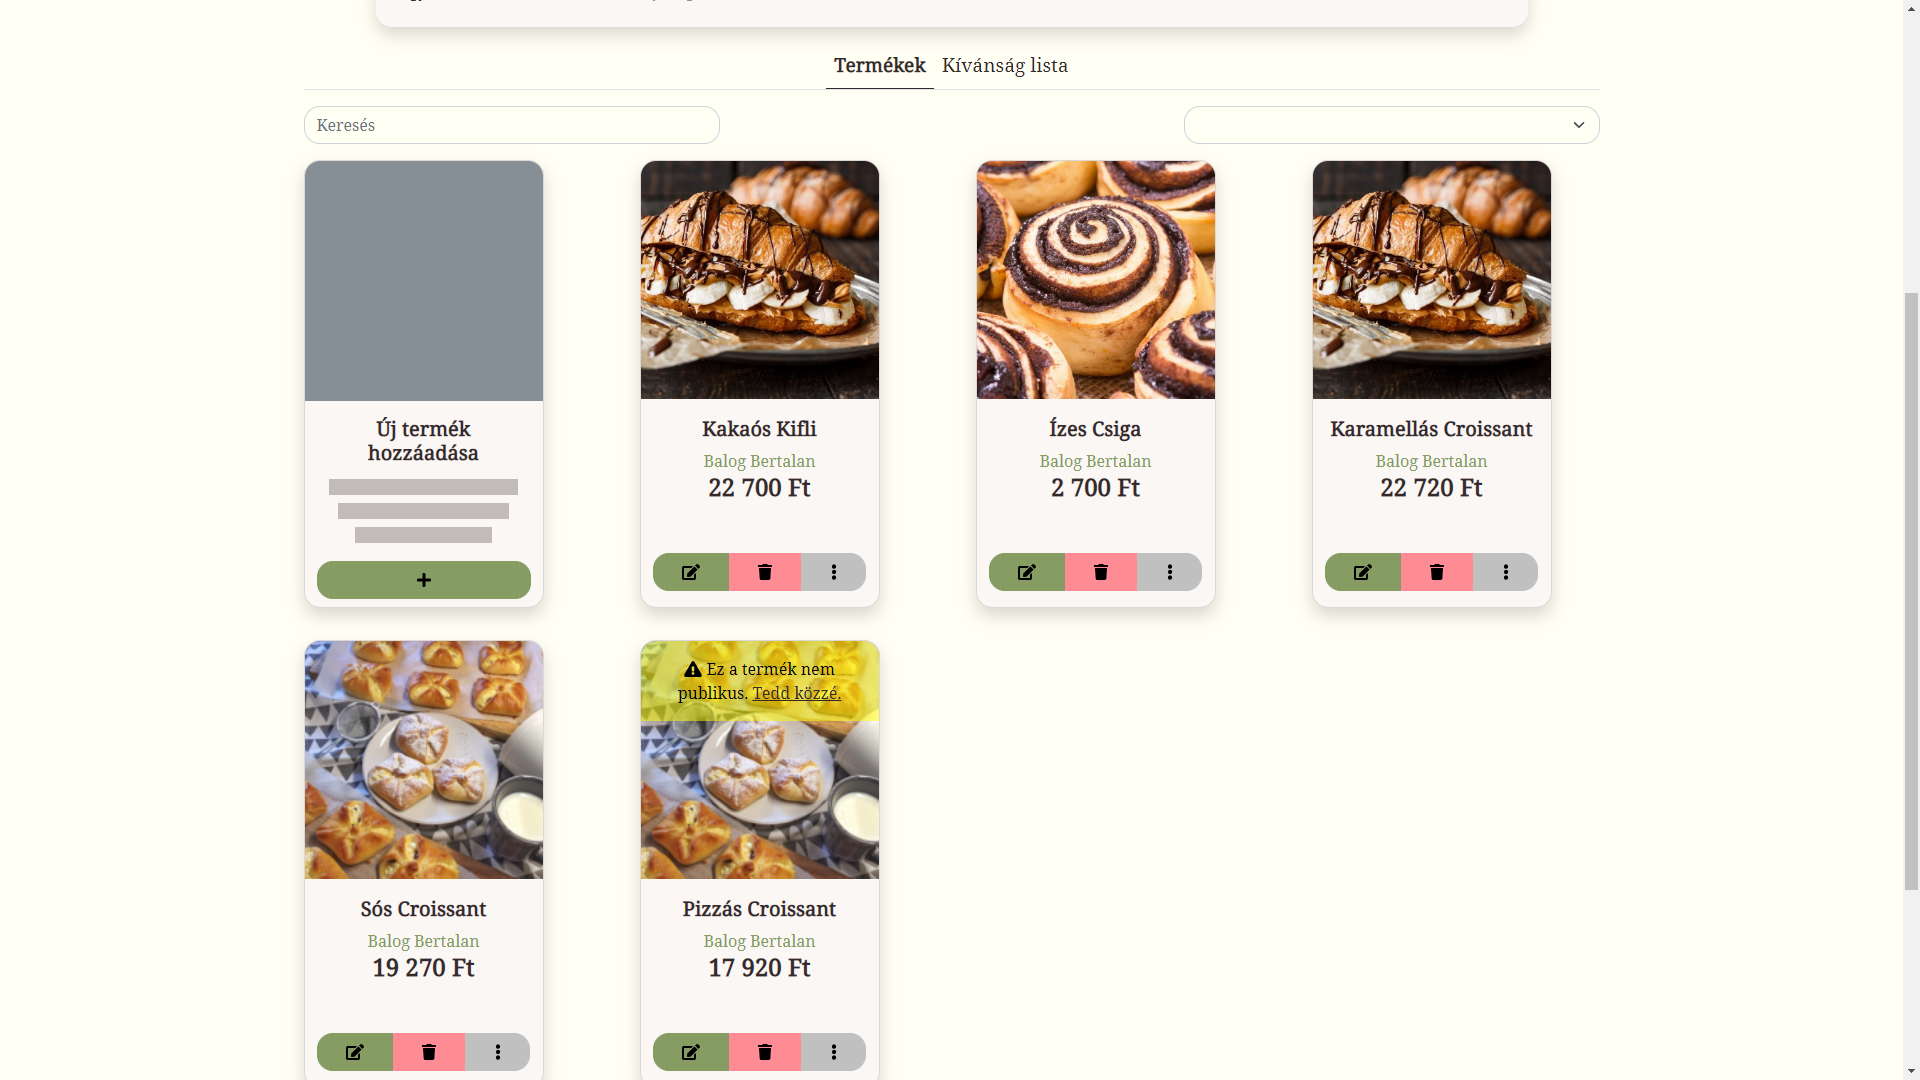 Termékek Kívánság lista
Keresés
Új termék
hozzáadása
Kakaós Kifli
Balog Bertalan
22 700 Ft
Ízes Csiga
Balog Bertalan
2 700 Ft
Karamellás Croissant
Balog Bertalan
22 720 Ft
Sós Croissant
Balog Bertalan
19 270 Ft
Ez a termék nem
publikus. Tedd közzé.
Pizzás Croissant
Balog Bertalan
17 920 Ft